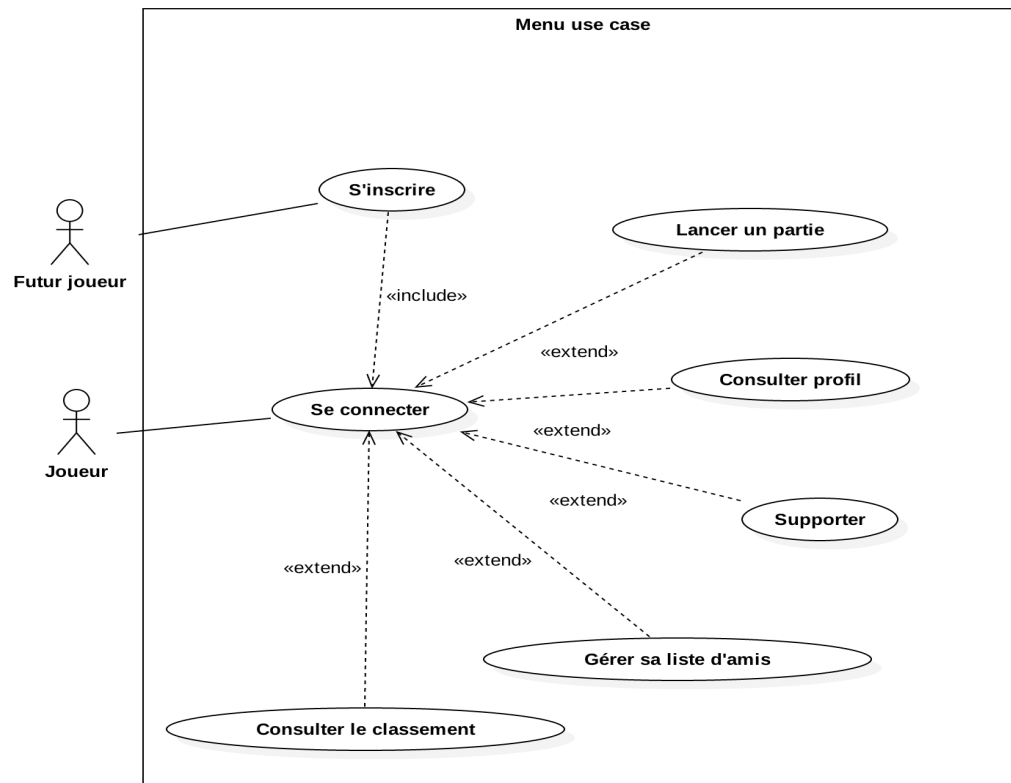 Menu use case
S'inscrire
Lancer un partie
Futur joueur
«include»
«extend»
Consulter profil
Se connecter
«extend»
Joueur
«extend»
Supporter
«extend»
«extend»
Gérer sa liste d'amis
Consulter le classement